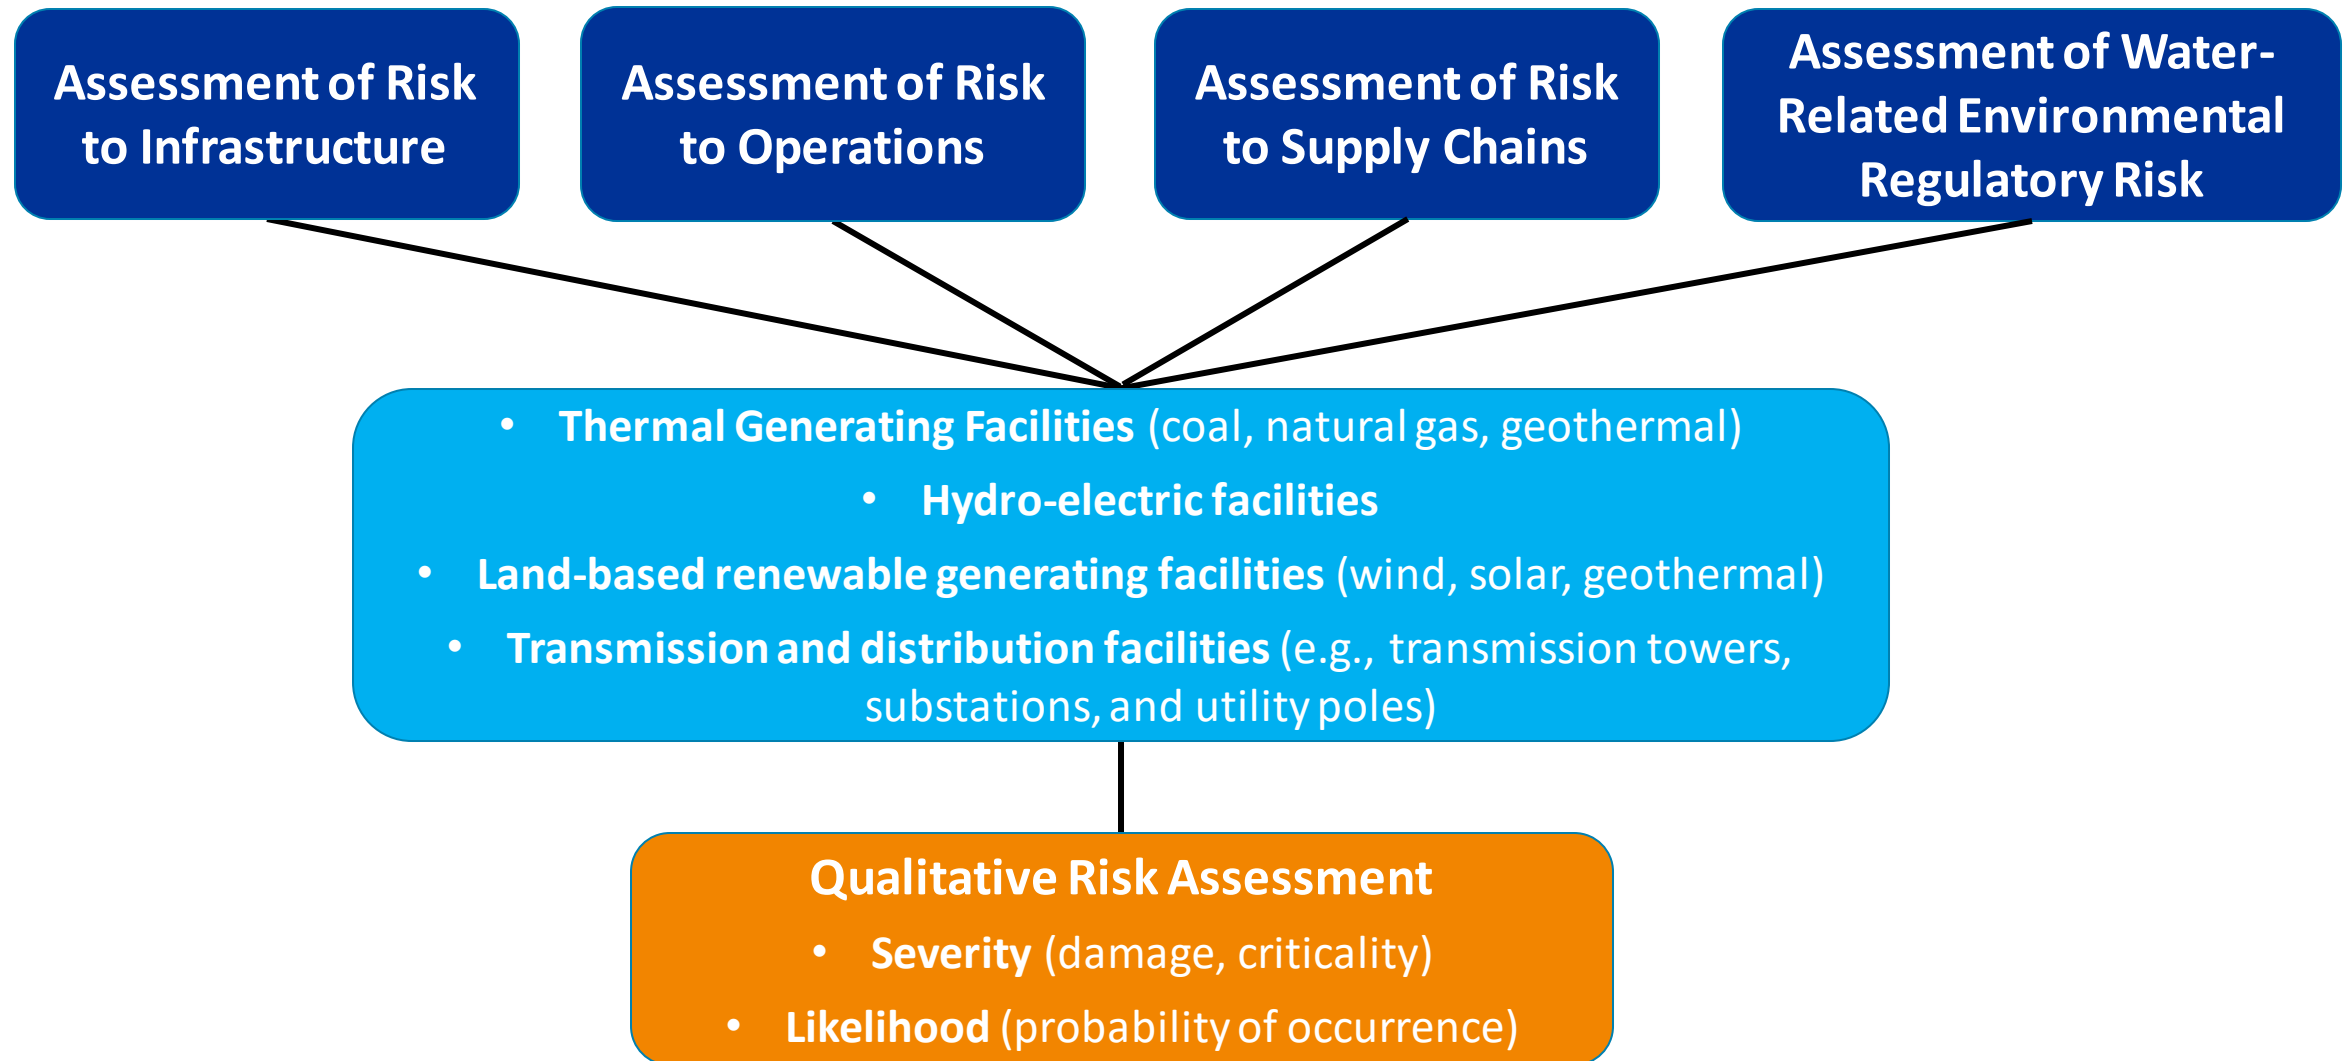 Assessment of Risk
to Infrastructure
Assessment of Risk
to Operations
Assessment of Risk
to Supply Chains
Assessment of Water-
Related Environmental
Regulatory Risk
• Thermal Generating Facilities (coal, natural gas, geothermal)
• Hydro-electric facilities
• Land-based renewable generating facilities (wind, solar, geothermal)
• Transmission and distribution facilities (e.g., transmission towers,
substations, and utility poles)
Qualitative Risk Assessment
• Severity (damage, criticality)
• Likelihood (probability of occurrence)